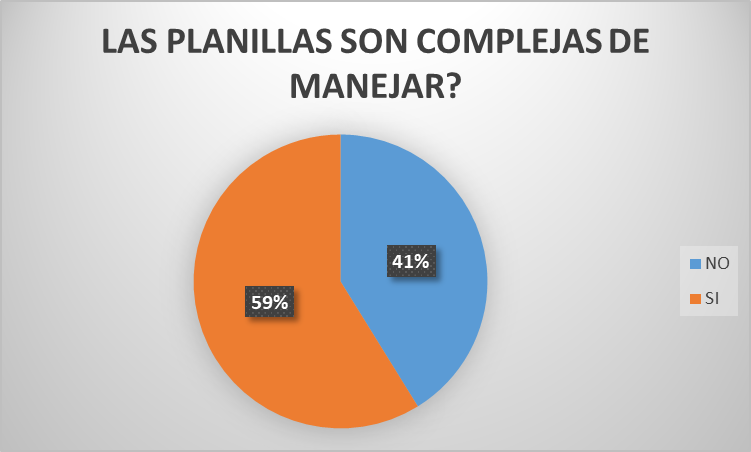 LAS PLANILLAS SON COMPLEJAS DE
MANEJAR?
41%
59%
NO
SI